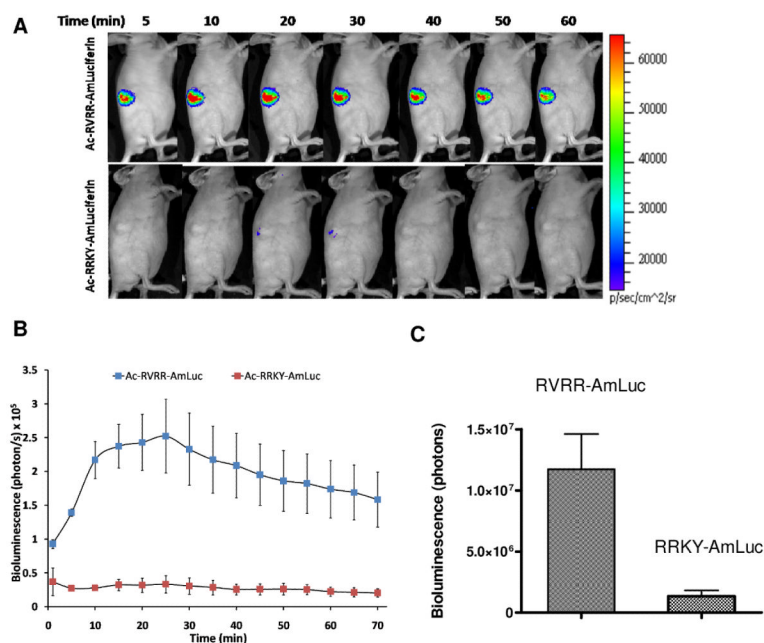 A
Time (min) 5 10 20 30 40 50 60
Ac-RVRR-AmLuciferin
Ac-RRKY-AmLuciferin
60000
50000
40000
30000
20000
p/sec/cm^2/sr
B
Ac-RVRR-AmLuc Ac-RRKY-AmLuc
Bioluminescence (photon/s) x 10⁵
3.5
3
2.5
2
1.5
1
0.5
0
0 10 20 30 40 50 60 70
Time (min)
C
RVRR-AmLuc
RRKY-AmLuc
Bioluminescence (photons)
1.5×10⁷
1.0×10⁷
5.0×10⁶
0